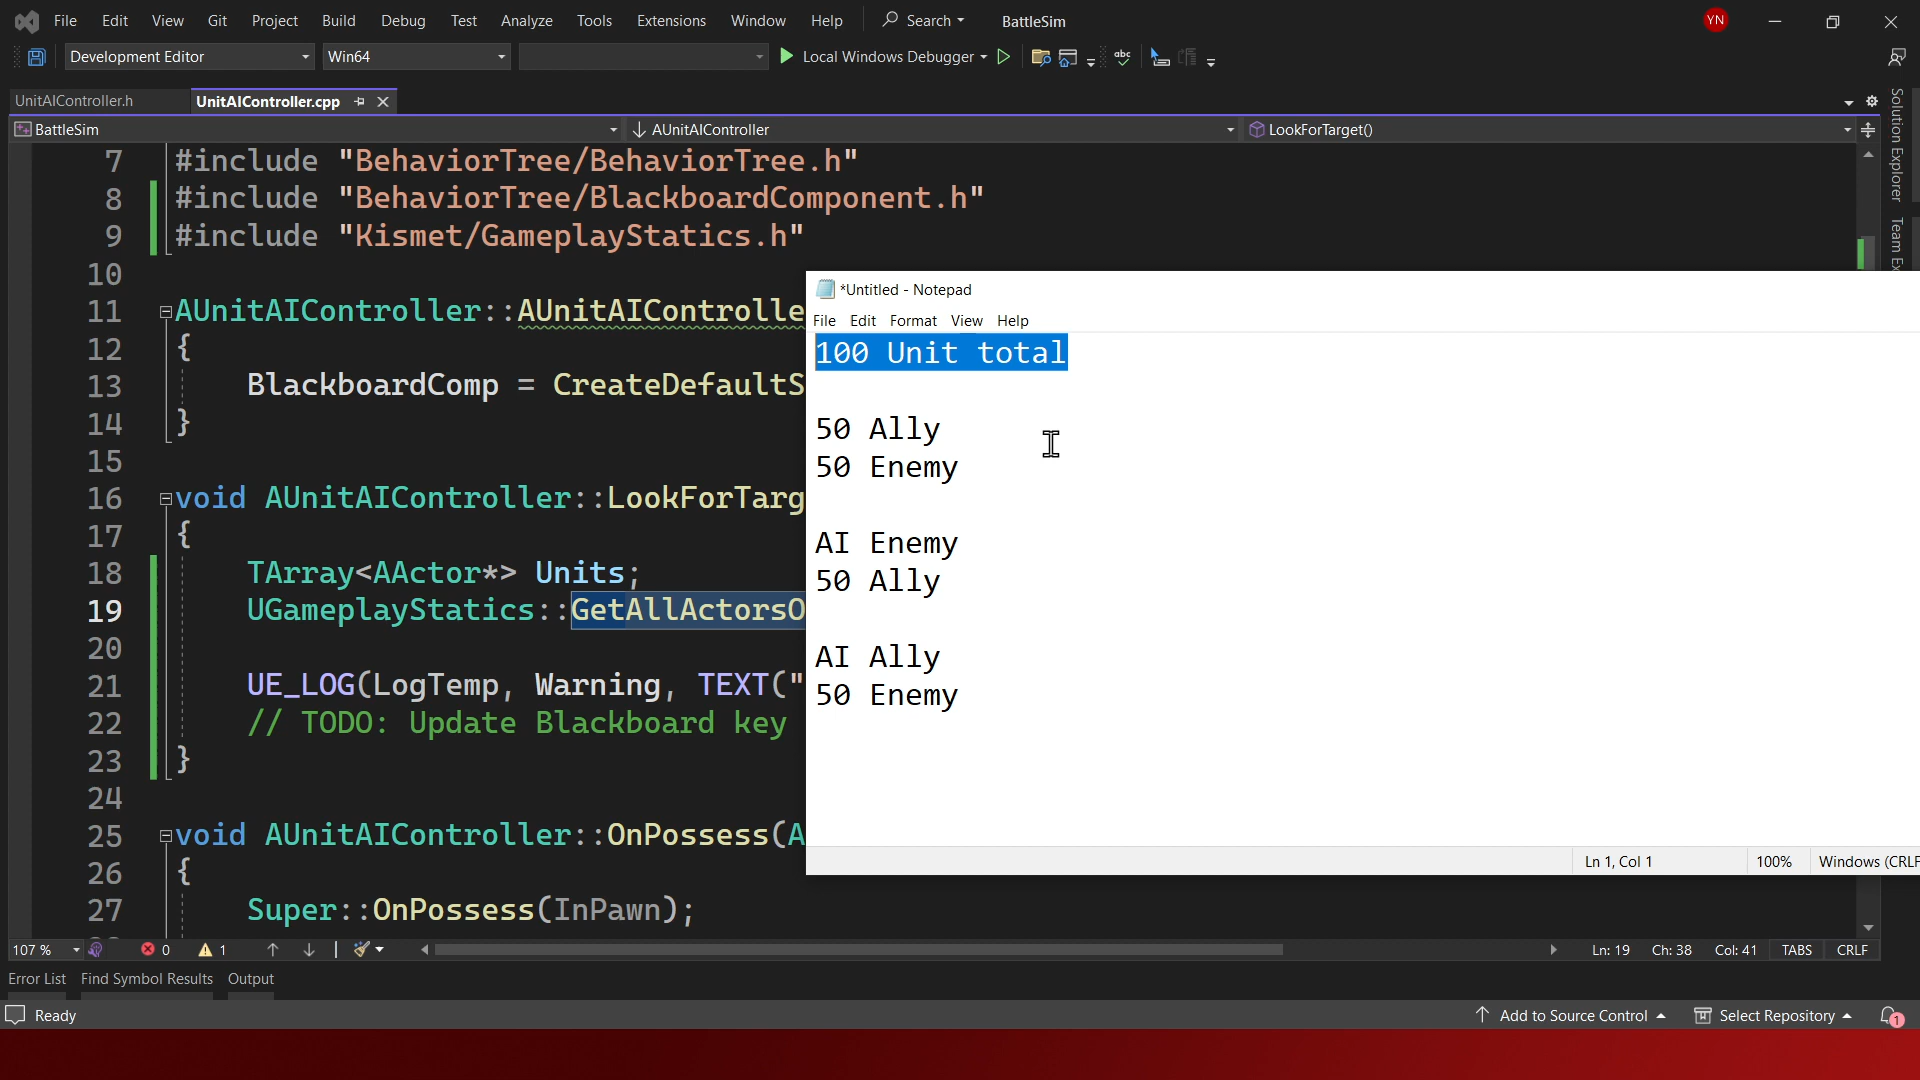 File Edit View Git Project Build Debug Test Analyze Tools Extensions Window Help Search BattleSim YN
Development Editor Win64 Local Windows Debugger
UnitAIController.h UnitAIController.cpp
BattleSim AUnitAIController LookForTarget()
7 #include "BehaviorTree/BehaviorTree.h"
8 #include "BehaviorTree/BlackboardComponent.h"
9 #include "Kismet/GameplayStatics.h"
10
11 AUnitAIController::AUnitAIControlle
12 {
13 BlackboardComp = CreateDefaultS
14 }
15
16 void AUnitAIController::LookForTarg
17 {
18 TArray<AActor*> Units;
19 UGameplayStatics::GetAllActorsO
20
21 UE_LOG(LogTemp, Warning, TEXT("
22 // TODO: Update Blackboard key
23 }
24
25 void AUnitAIController::OnPossess(A
26 {
27 Super::OnPossess(InPawn);
*Untitled - Notepad
File Edit Format View Help
100 Unit total
50 Ally
50 Enemy
AI Enemy
50 Ally
AI Ally
50 Enemy
Ln 1, Col 1 100% Windows (CRLF
Solution Explorer
Team Ex
107 % 0 1 Ln: 19 Ch: 38 Col: 41 TABS CRLF
Error List Find Symbol Results Output
Ready Add to Source Control Select Repository 1